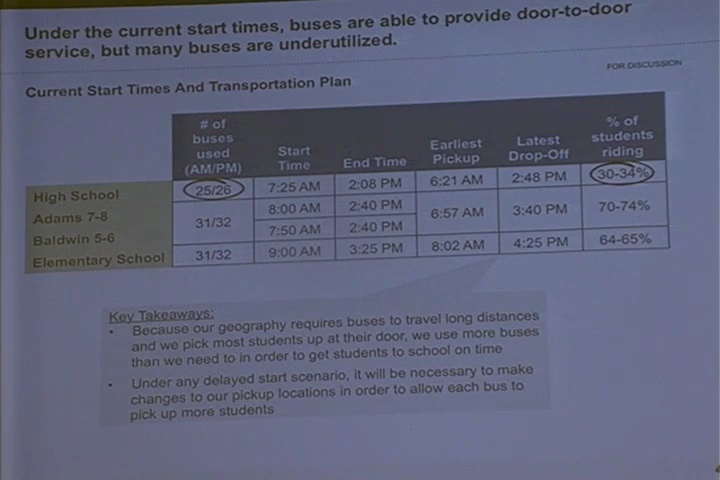 Under the current start times, buses are able to provide door-to-door
service, but many buses are underutilized.
FOR DISCUSSION
Current Start Times And Transportation Plan
# of buses used (AM/PM) Start Time End Time Earliest Pickup Latest Drop-Off % of students riding
High School 25/26 7:25 AM 2:08 PM 6:21 AM 2:48 PM 30-34%
Adams 7-8 31/32 8:00 AM 2:40 PM 6:57 AM 3:40 PM 70-74%
Baldwin 5-6 7:50 AM 2:40 PM
Elementary School 31/32 9:00 AM 3:25 PM 8:02 AM 4:25 PM 64-65%
Key Takeaways:
• Because our geography requires buses to travel long distances
and we pick most students up at their door, we use more buses
than we need to in order to get students to school on time
• Under any delayed start scenario, it will be necessary to make
changes to our pickup locations in order to allow each bus to
pick up more students